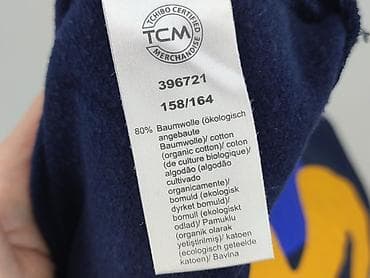 TCHIBO CERTIFIED
TCM
MERCHANDISE
396721
158/164
80% Baumwolle (ökologisch
angebaute
Baumwolle)/ cotton
(organic cotton)/ coton
(de culture biologique)/
algodão (algodão
cultivado
organicamente)/
bomuld (økologisk
dyrket bomuld)/
bomull (ekologiskt
odlad)/ Pamuklu
(organik olarak
yetiştirilmiş)/ katoen
(ecologisch geteelde
katoen)/ Bavlna